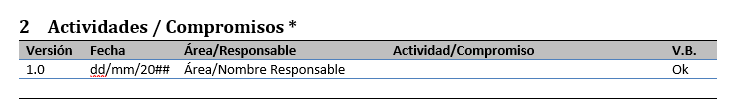 2 Actividades / Compromisos *
Versión Fecha Área/Responsable Actividad/Compromiso V.B.
1.0 dd/mm/20## Área/Nombre Responsable Ok